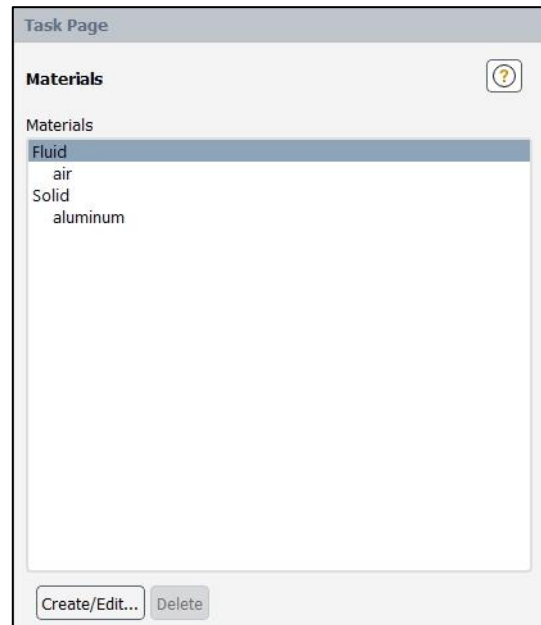 Task Page
Materials
?
Materials
Fluid
air
Solid
aluminum
Create/Edit... Delete